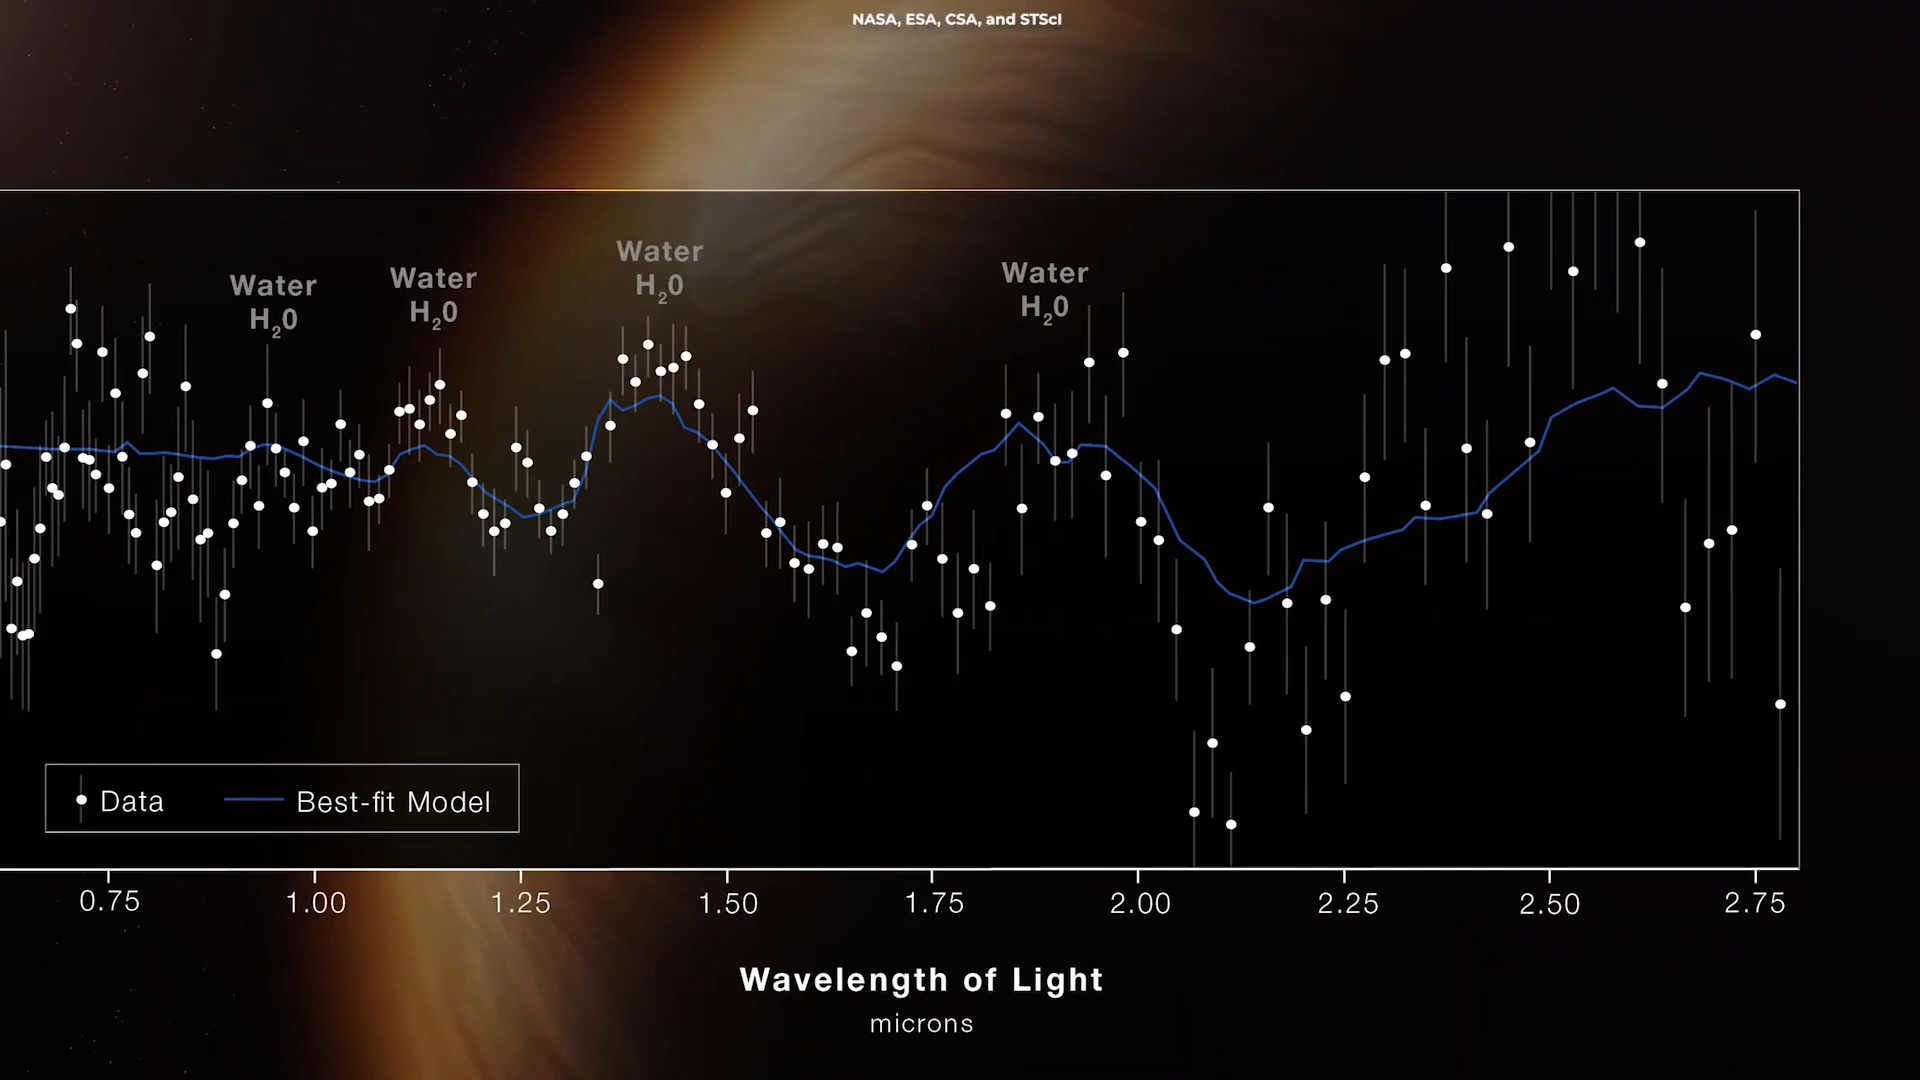 NASA, ESA, CSA, and STScI
Water
H₂0
Water
H₂0
Water
H₂0
Water
H₂0
Data
Best-fit Model
0.75
1.00
1.25
1.50
1.75
2.00
2.25
2.50
2.75
Wavelength of Light
microns